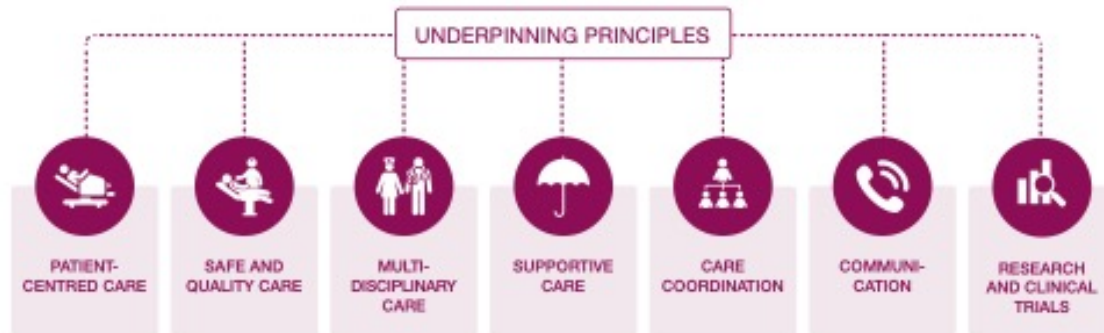 UNDERPINNING PRINCIPLES
PATIENT-
CENTRED CARE
SAFE AND
QUALITY CARE
MULTI-
DISCIPLINARY
CARE
SUPPORTIVE
CARE
CARE
COORDINATION
COMMUNI-
CATION
RESEARCH
AND CLINICAL
TRIALS